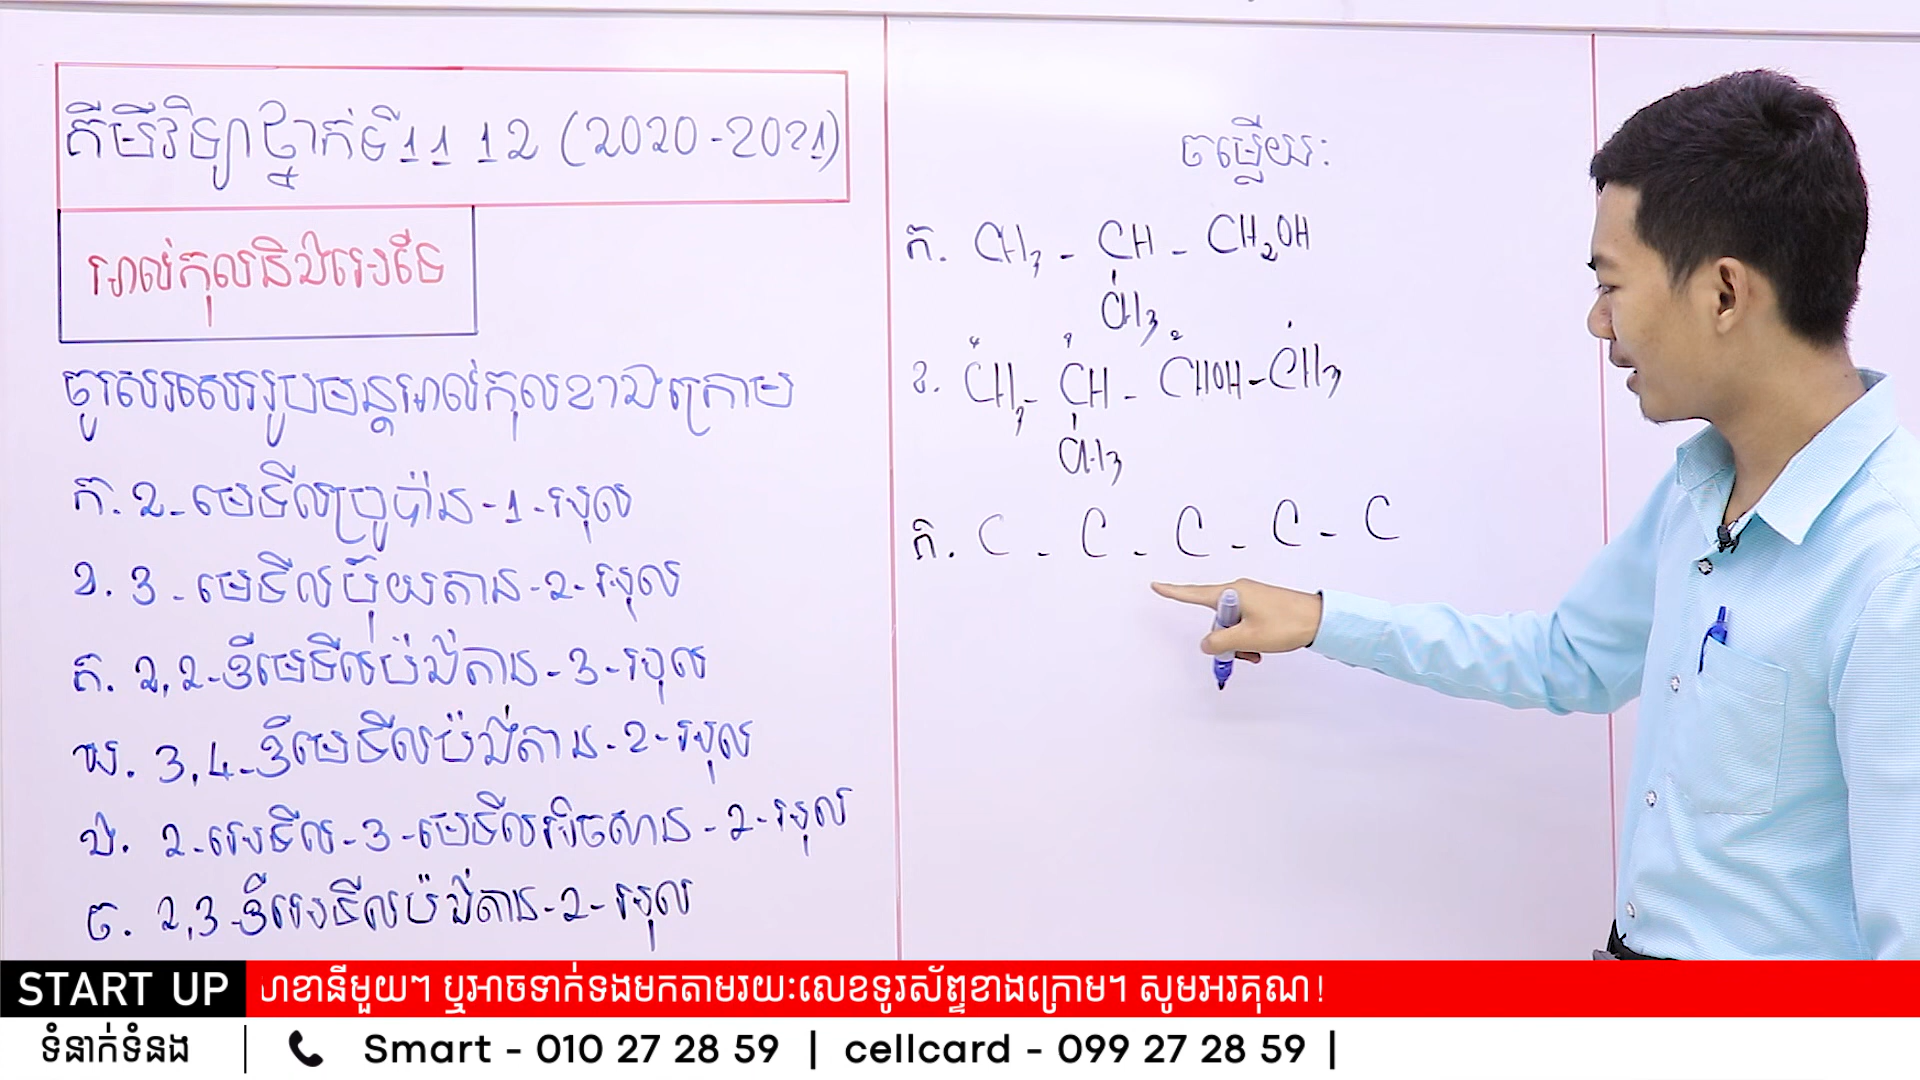 គីមីវិទ្យាថ្នាក់ទី11 12 (2020-2021)
អាល់កុលនិងអេទែ
ចូរសរសេររូបមន្តអាល់កុលខាងក្រោម
ក. 2-មេទីលប្រូប៉ាន-1-អុល
ខ. 3-មេទីលប៊ុយតាន-2-អុល
គ. 2,2-ឌីមេទីលប៉ង់តាន-3-អុល
ឃ. 3,4-ឌីមេទីលប៉ង់តាន-2-អុល
ង. 2-អេទីល-3-មេទីលអិចសាន-2-អុល
ច. 2,3-ឌីអេទីលប៉ង់តាន-2-អុល
ចម្លើយ:
ក. CH3 - CH - CH2OH
CH3
4 3 2 1
ខ. CH3 - CH - CHOH - CH3
CH3
គ. C - C - C - C - C
START UP ហខានីមួយៗ ឬអាចទាក់ទងមកតាមរយៈលេខទូរស័ព្ទខាងក្រោម។ សូមអរគុណ!
ទំនាក់ទំនង | Smart - 010 27 28 59 | cellcard - 099 27 28 59 |